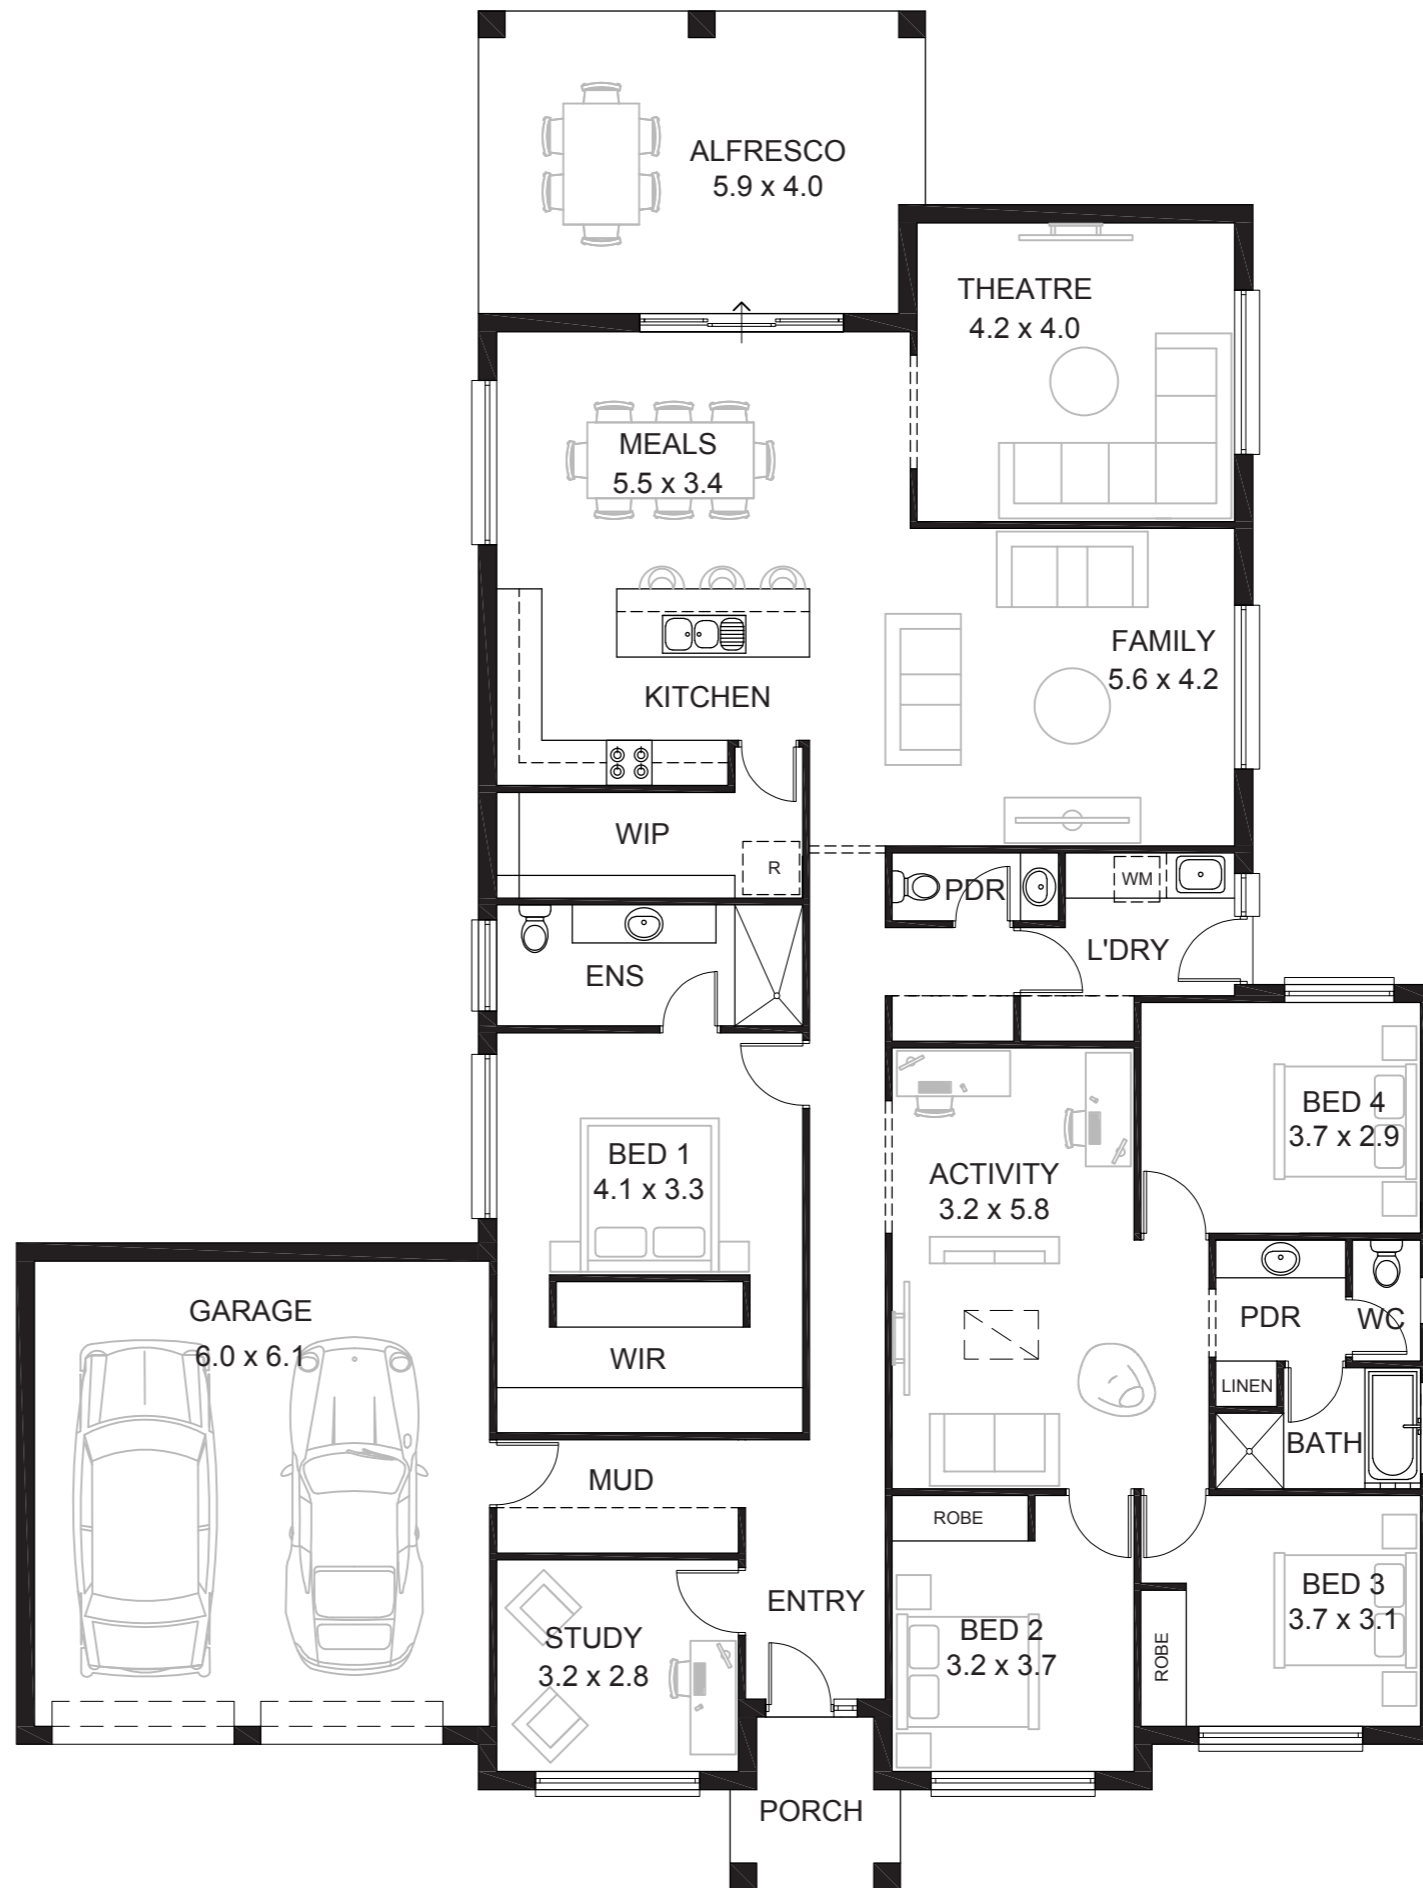 ALFRESCO
5.9 x 4.0
THEATRE
4.2 x 4.0
MEALS
5.5 x 3.4
FAMILY
5.6 x 4.2
KITCHEN
WIP
R
PDR
WM
L'DRY
ENS
BED 4
3.7 x 2.9
BED 1
4.1 x 3.3
ACTIVITY
3.2 x 5.8
GARAGE
6.0 x 6.1
PDR
WC
WIR
LINEN
BATH
MUD
ROBE
ENTRY
BED 3
3.7 x 3.1
STUDY
3.2 x 2.8
BED 2
3.2 x 3.7
ROBE
PORCH